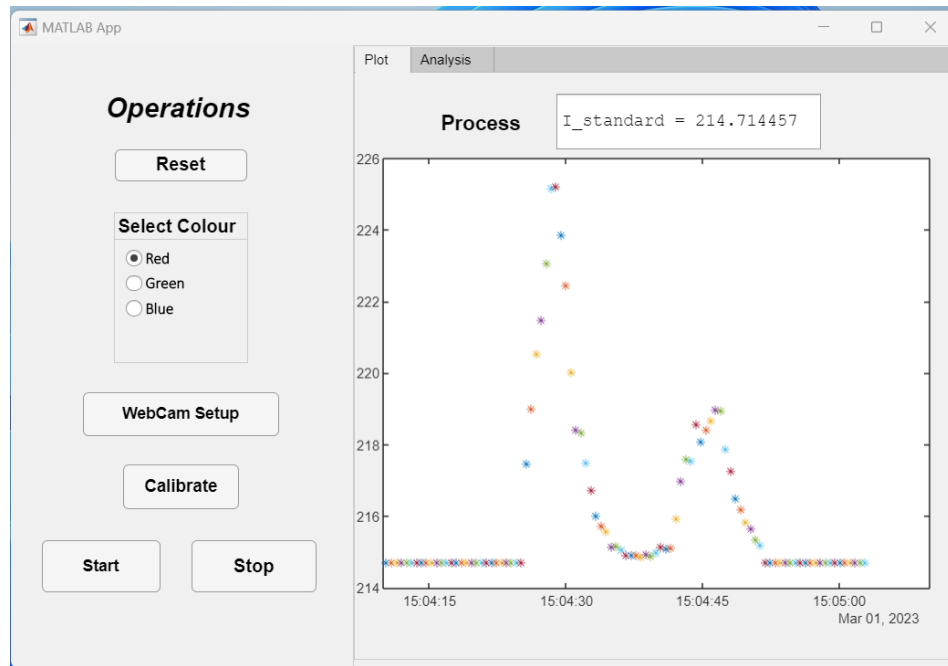 MATLAB App
Operations
Reset
Select Colour
Red
Green
Blue
WebCam Setup
Calibrate
Start
Stop
Plot
Analysis
Process
I_standard = 214.714457
226
224
222
220
218
216
214
15:04:15
15:04:30
15:04:45
15:05:00
Mar 01, 2023